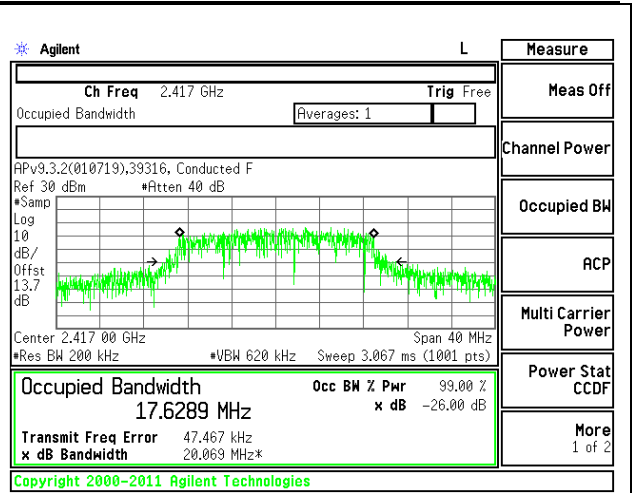 Agilent L Measure
Ch Freq 2.417 GHz Trig Free
Meas Off
Occupied Bandwidth Averages: 1
Channel Power
APv9.3.2(010719),39316, Conducted F
Ref 30 dBm #Atten 40 dB
#Samp
Log
10
dB/
Offst
13.7
dB
Occupied BW
ACP
Multi Carrier
Power
Center 2.417 00 GHz Span 40 MHz
#Res BW 200 kHz #VBW 620 kHz Sweep 3.067 ms (1001 pts)
Power Stat
CCDF
Occupied Bandwidth Occ BW % Pwr 99.00 %
17.6289 MHz x dB -26.00 dB
Transmit Freq Error 47.467 kHz
x dB Bandwidth 20.069 MHz*
More
1 of 2
Copyright 2000-2011 Agilent Technologies